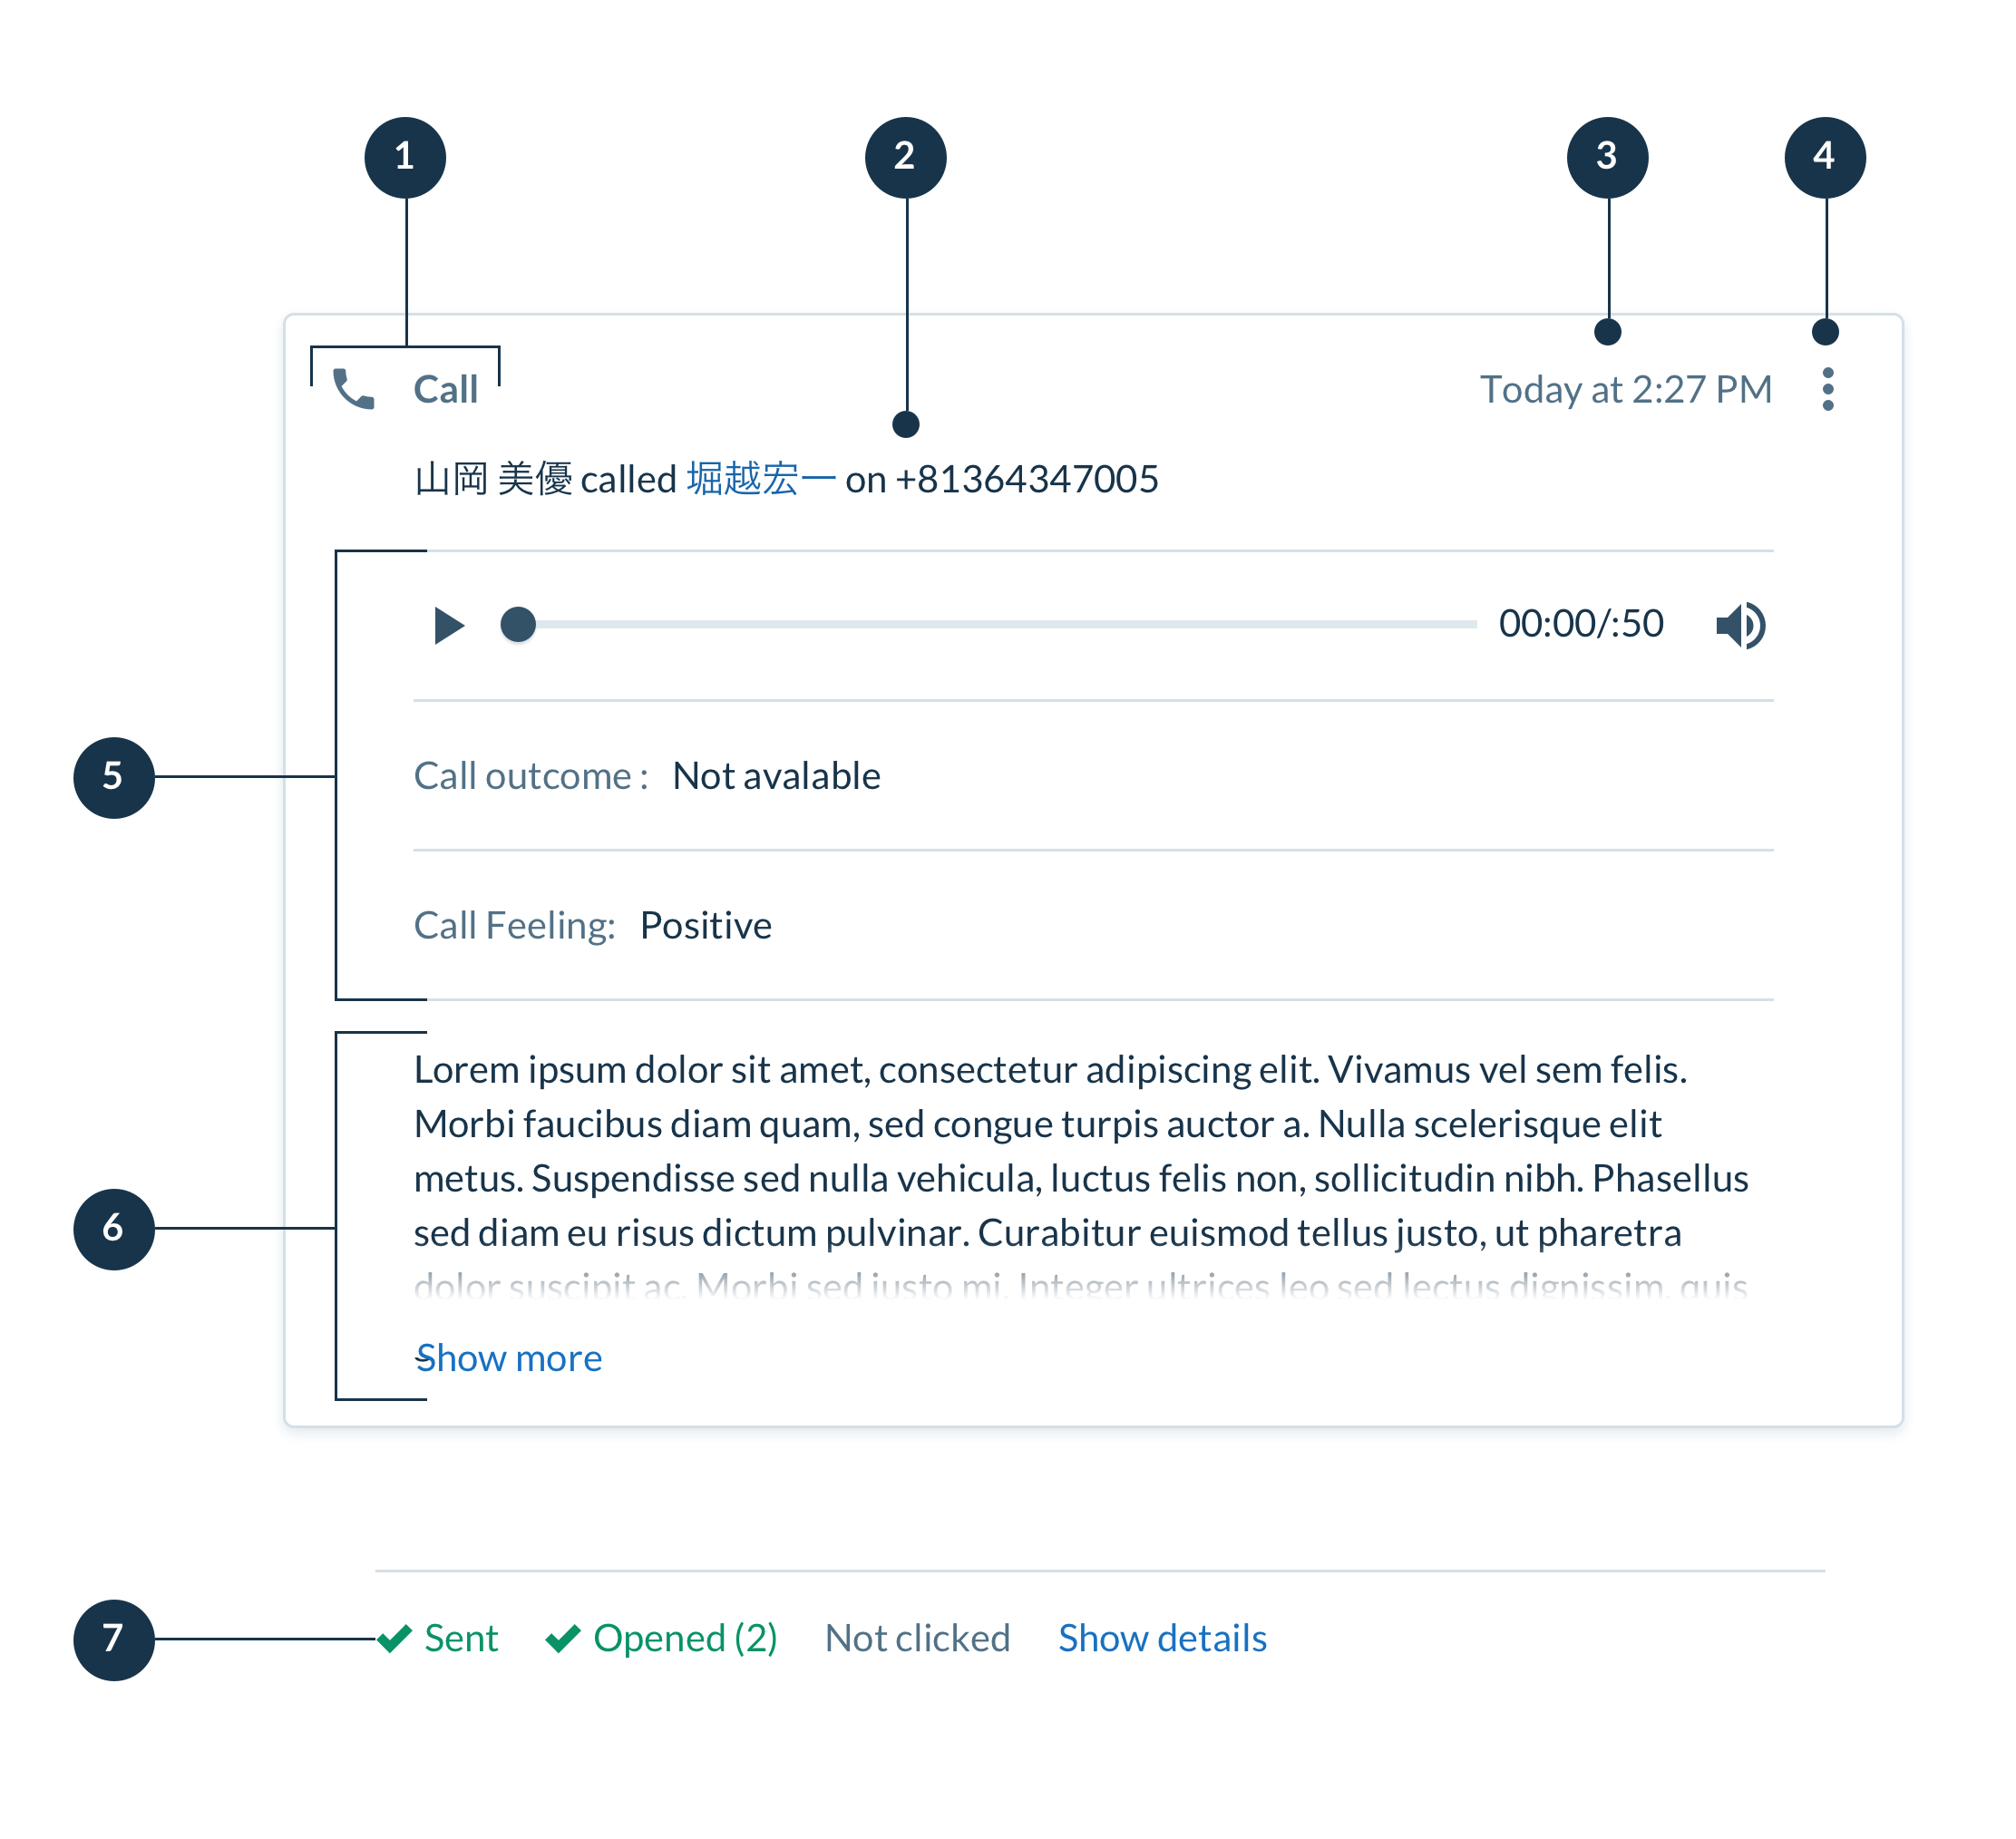 1
2
3
4
Call
Today at 2:27 PM
山岡 美優 called 堀越宏一 on +81364347005
00:00/:50
5
Call outcome : Not avalable
Call Feeling: Positive
Lorem ipsum dolor sit amet, consectetur adipiscing elit. Vivamus vel sem felis.
Morbi faucibus diam quam, sed congue turpis auctor a. Nulla scelerisque elit
metus. Suspendisse sed nulla vehicula, luctus felis non, sollicitudin nibh. Phasellus
6
sed diam eu risus dictum pulvinar. Curabitur euismod tellus justo, ut pharetra
dolor suscipit ac. Morbi sed justo mi. Integer ultrices leo sed lectus dignissim, quis
Show more
7
Sent
Opened (2)
Not clicked
Show details